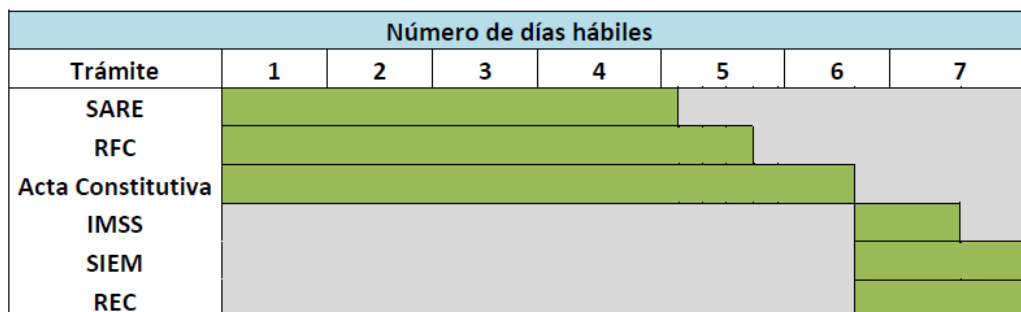 Número de días hábiles
Trámite 1 2 3 4 5 6 7
SARE
RFC
Acta Constitutiva
IMSS
SIEM
REC